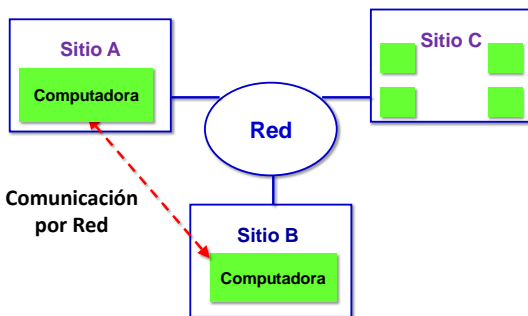 Sitio A
Computadora
Sitio C
Red
Comunicación
por Red
Sitio B
Computadora